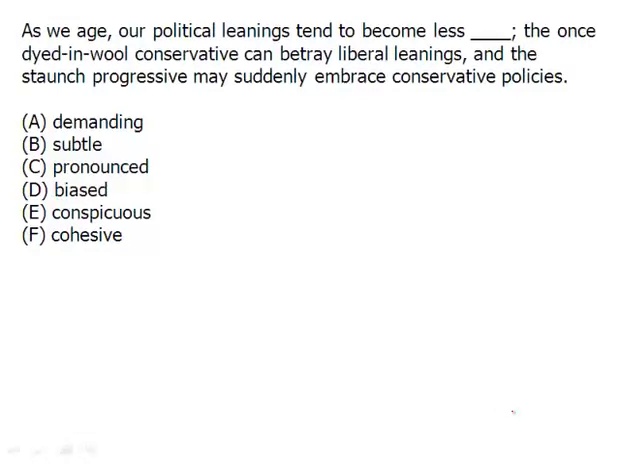 As we age, our political leanings tend to become less ____; the once
dyed-in-wool conservative can betray liberal leanings, and the
staunch progressive may suddenly embrace conservative policies.
(A) demanding
(B) subtle
(C) pronounced
(D) biased
(E) conspicuous
(F) cohesive